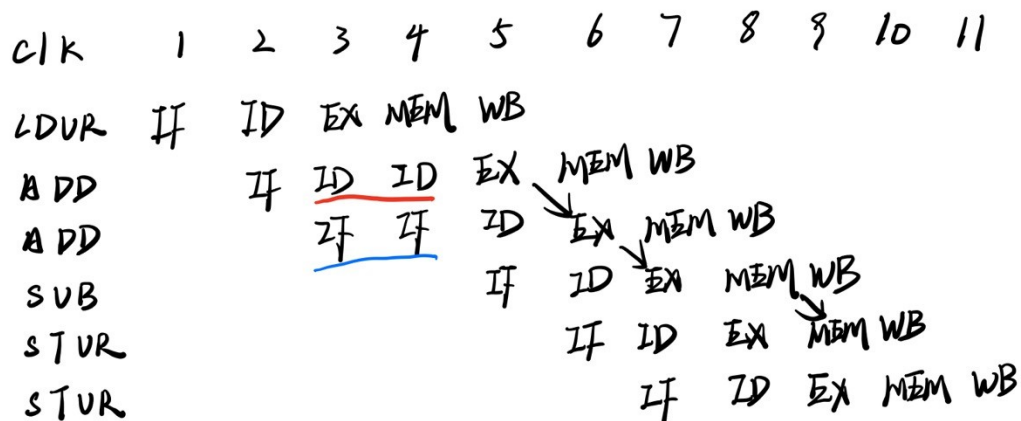 clk 1 2 3 4 5 6 7 8 9 10 11
LDUR IF ID EX MEM WB
ADD IF ID ID EX MEM WB
ADD IF IF ID EX MEM WB
SUB IF ID EX MEM WB
STUR IF ID EX MEM WB
STUR IF ID EX MEM WB